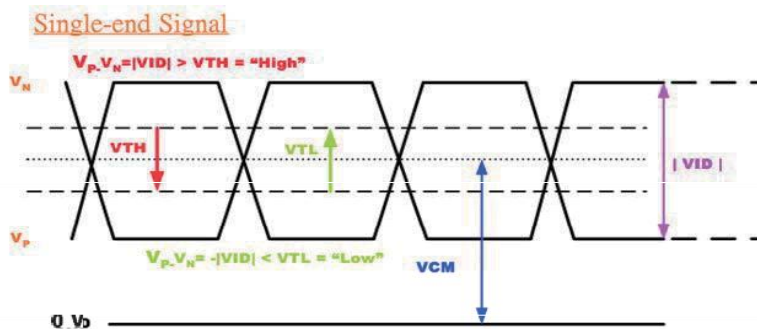 Single-end Signal
VP-VN=|VID| > VTH = “High”
VN
VTH
VTL
| VID |
VP
VP-VN= -|VID| < VTL = “Low”
VCM
0 V